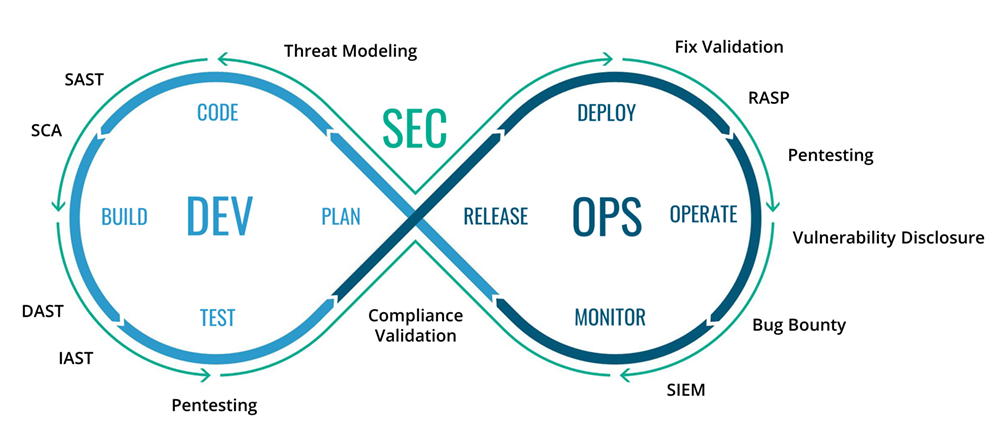 Threat Modeling
Fix Validation
SAST
RASP
CODE
SEC
DEPLOY
SCA
Pentesting
BUILD
DEV
PLAN
RELEASE
OPS
OPERATE
Vulnerability Disclosure
DAST
TEST
Compliance
Validation
MONITOR
Bug Bounty
IAST
SIEM
Pentesting